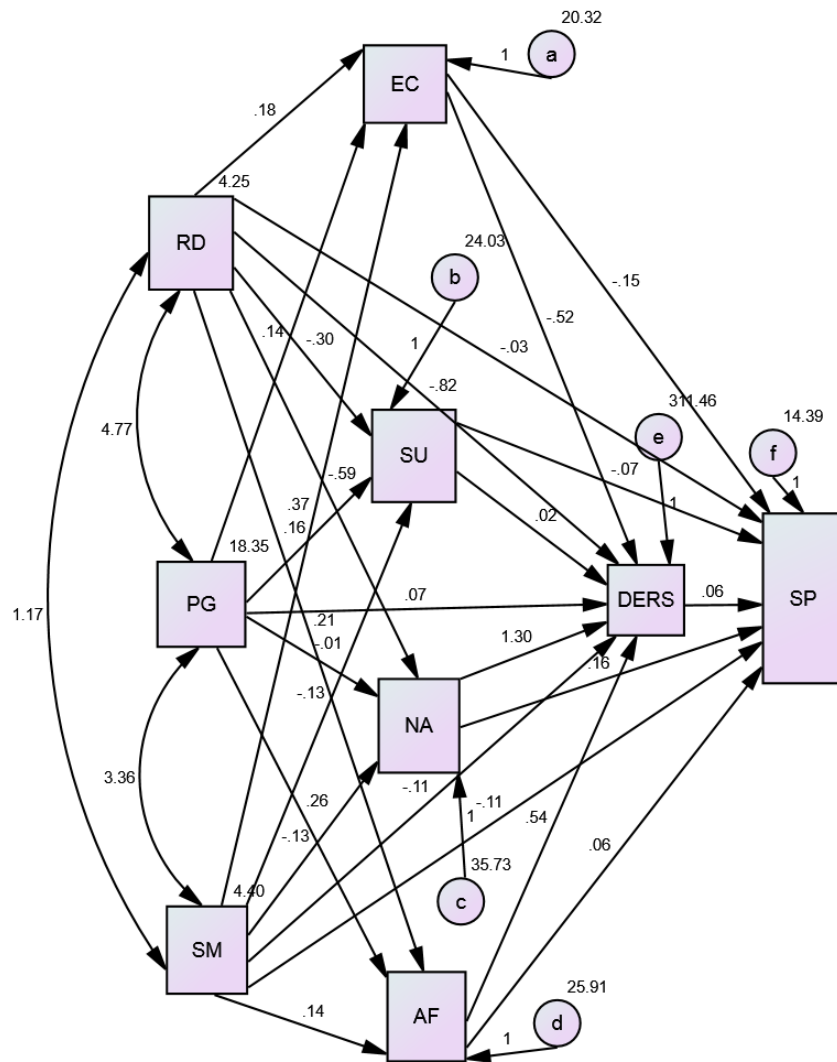 20.32
1
a
EC
.18
4.25
RD
24.03
b
-.15
-.52
.14
-.30
1
-.03
-.82
311.46
14.39
4.77
e
f
SU
-.07
-.59
1
1
.37
.16
.02
18.35
PG
.07
DERS
.06
SP
1.17
.21
-.01
1.30
.16
-.13
NA
3.36
-.11
.26
1
-.11
.54
-.13
.06
35.73
4.40
c
SM
.14
AF
25.91
d
1